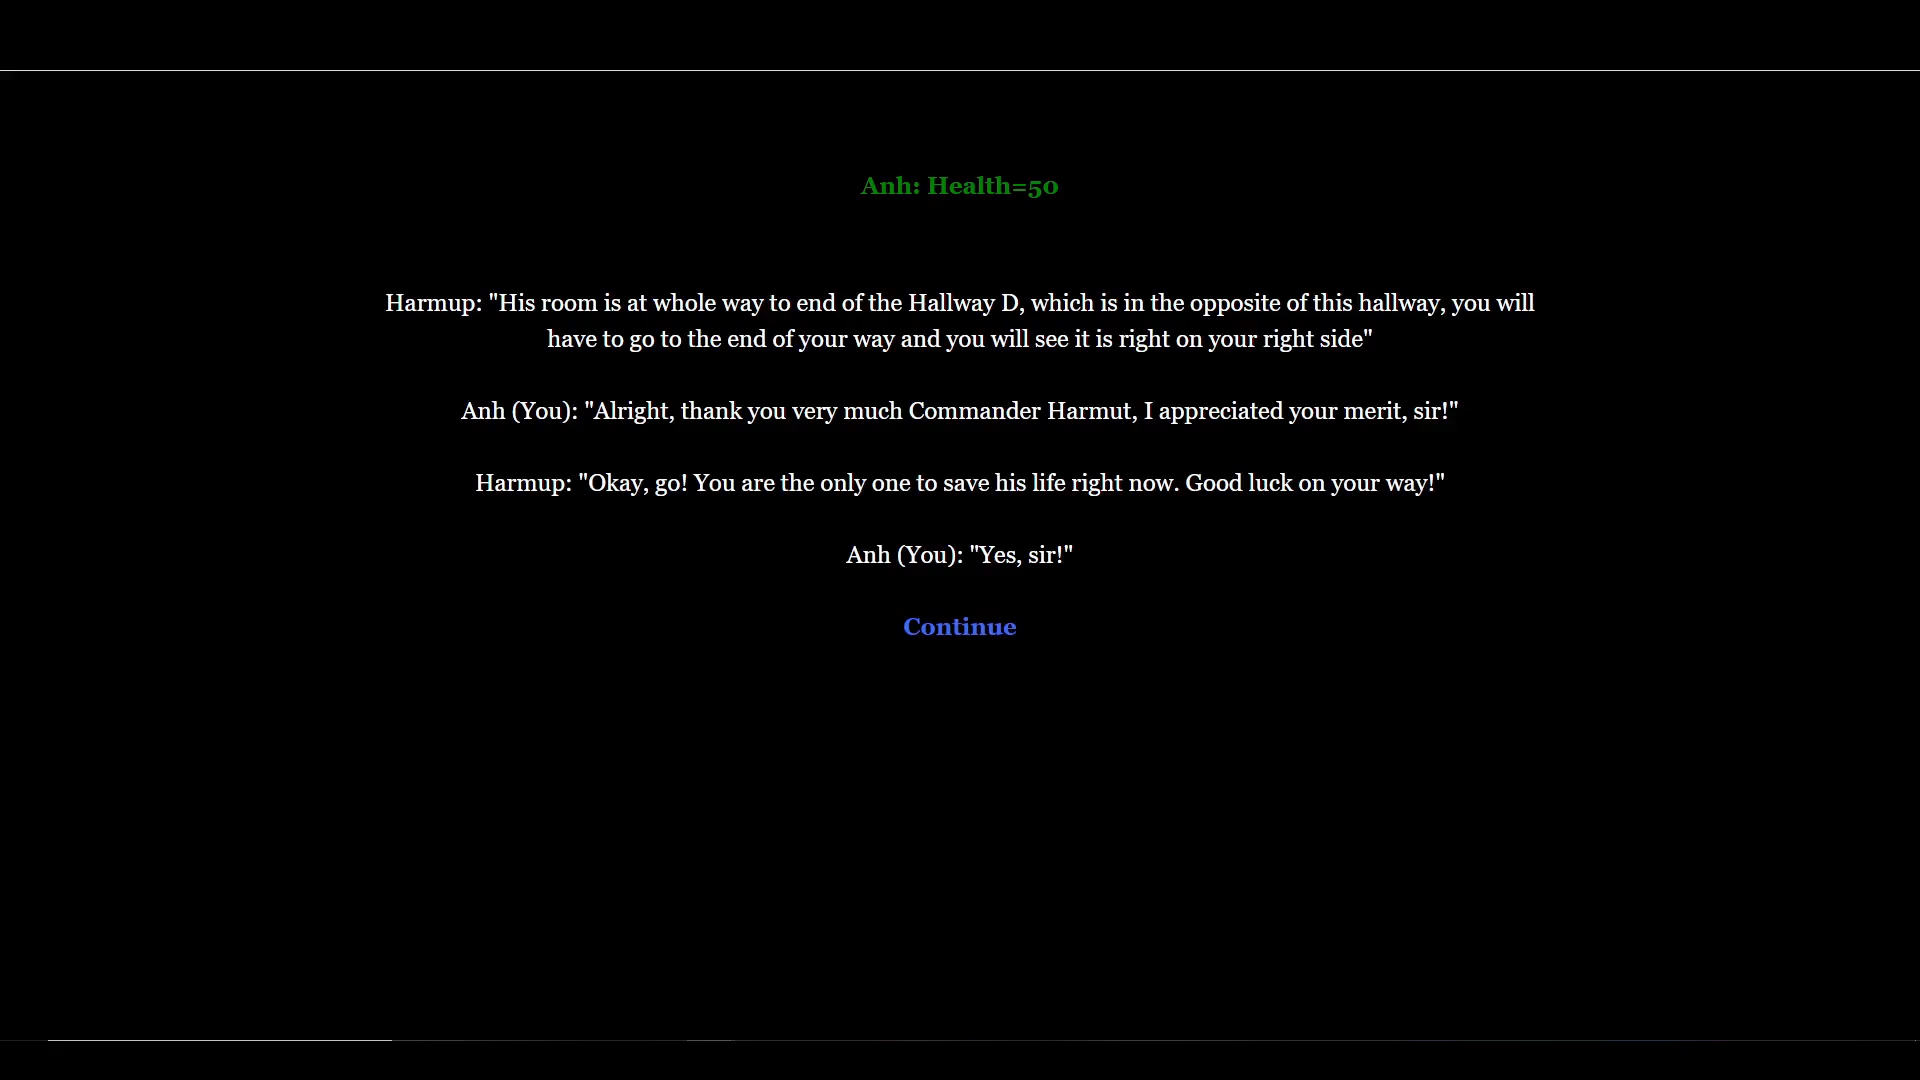 Anh: Health=50
Harmup: "His room is at whole way to end of the Hallway D, which is in the opposite of this hallway, you will
have to go to the end of your way and you will see it is right on your right side"
Anh (You): "Alright, thank you very much Commander Harmut, I appreciated your merit, sir!"
Harmup: "Okay, go! You are the only one to save his life right now. Good luck on your way!"
Anh (You): "Yes, sir!"
Continue